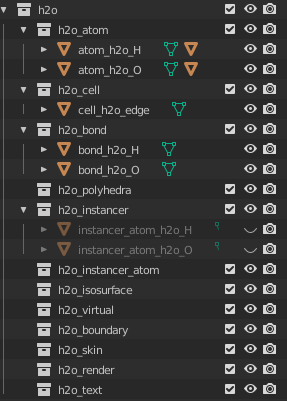 h2o
h2o_atom
atom_h2o_H
atom_h2o_O
h2o_cell
cell_h2o_edge
h2o_bond
bond_h2o_H
bond_h2o_O
h2o_polyhedra
h2o_instancer
instancer_atom_h2o_H
instancer_atom_h2o_O
h2o_instancer_atom
h2o_isosurface
h2o_virtual
h2o_boundary
h2o_skin
h2o_render
h2o_text